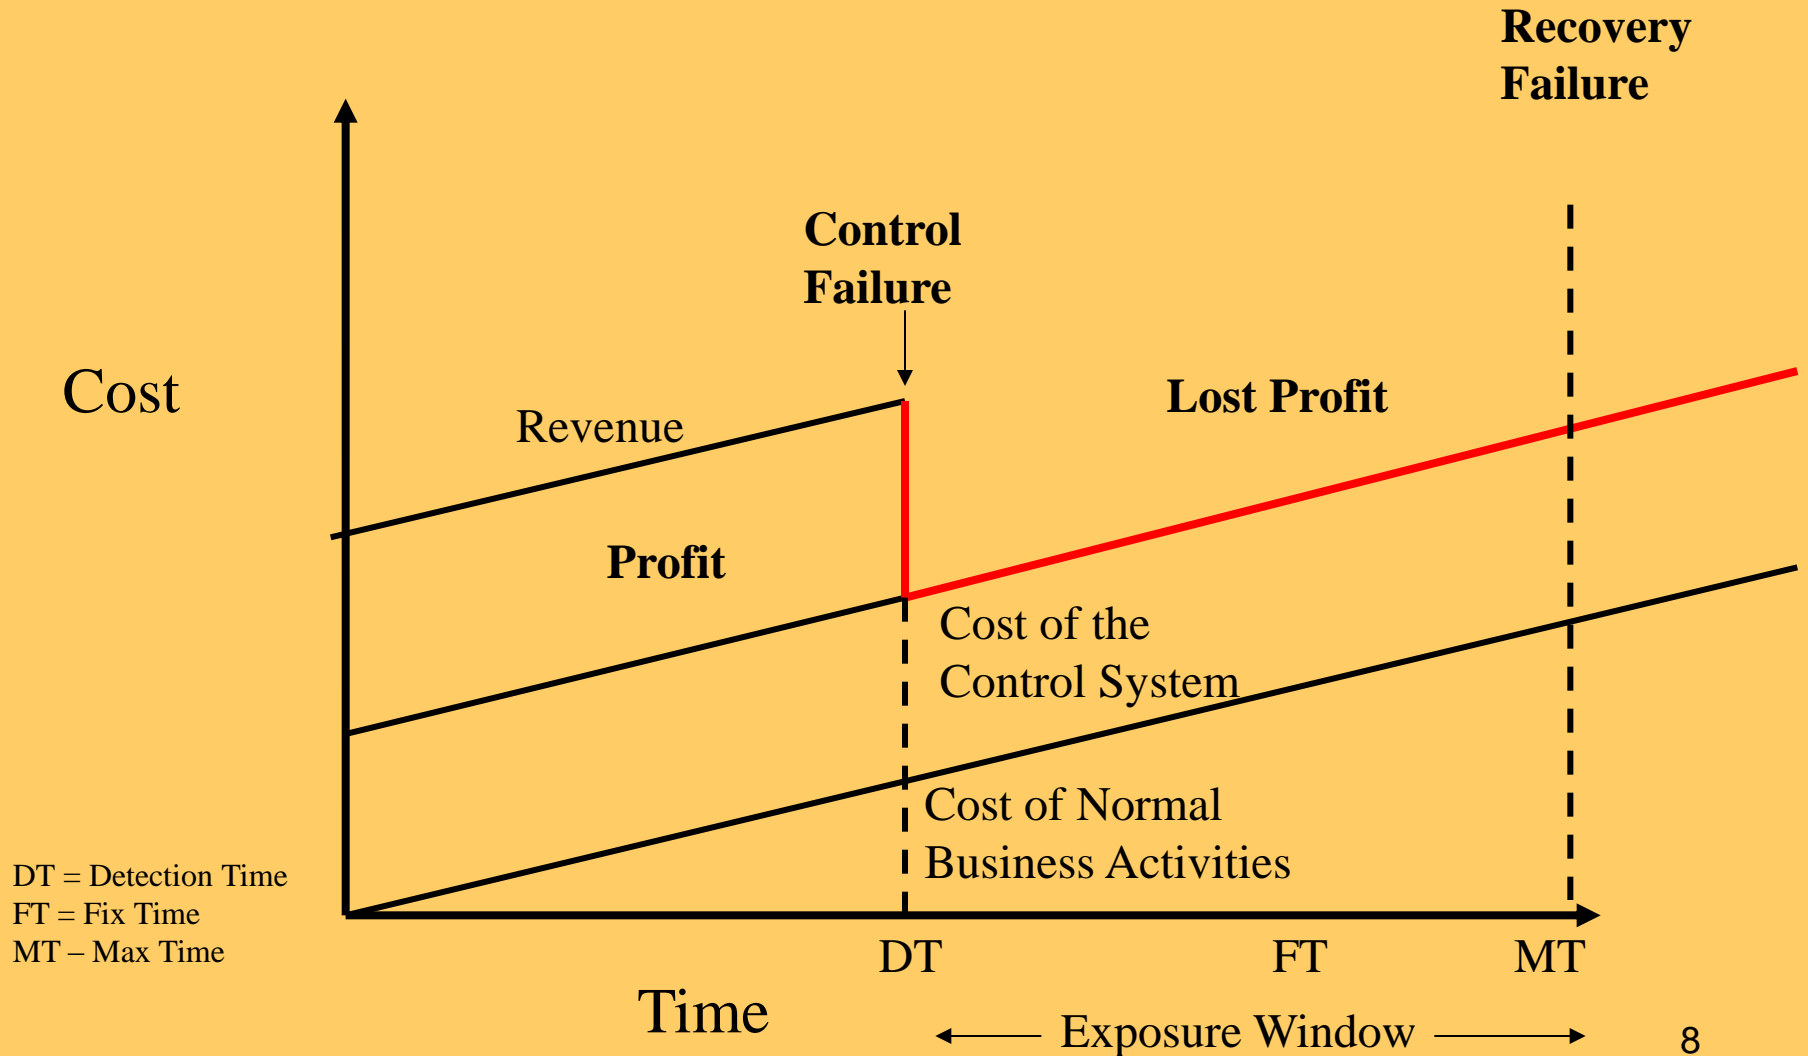 Recovery
Failure
Control
Failure
Cost
Revenue
Lost Profit
Profit
Cost of the
Control System
Cost of Normal
Business Activities
DT = Detection Time
FT = Fix Time
MT – Max Time
DT
FT
MT
Time
Exposure Window
8